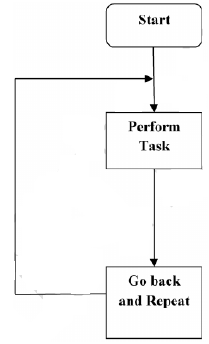 Start
Perform
Task
Go back
and Repeat